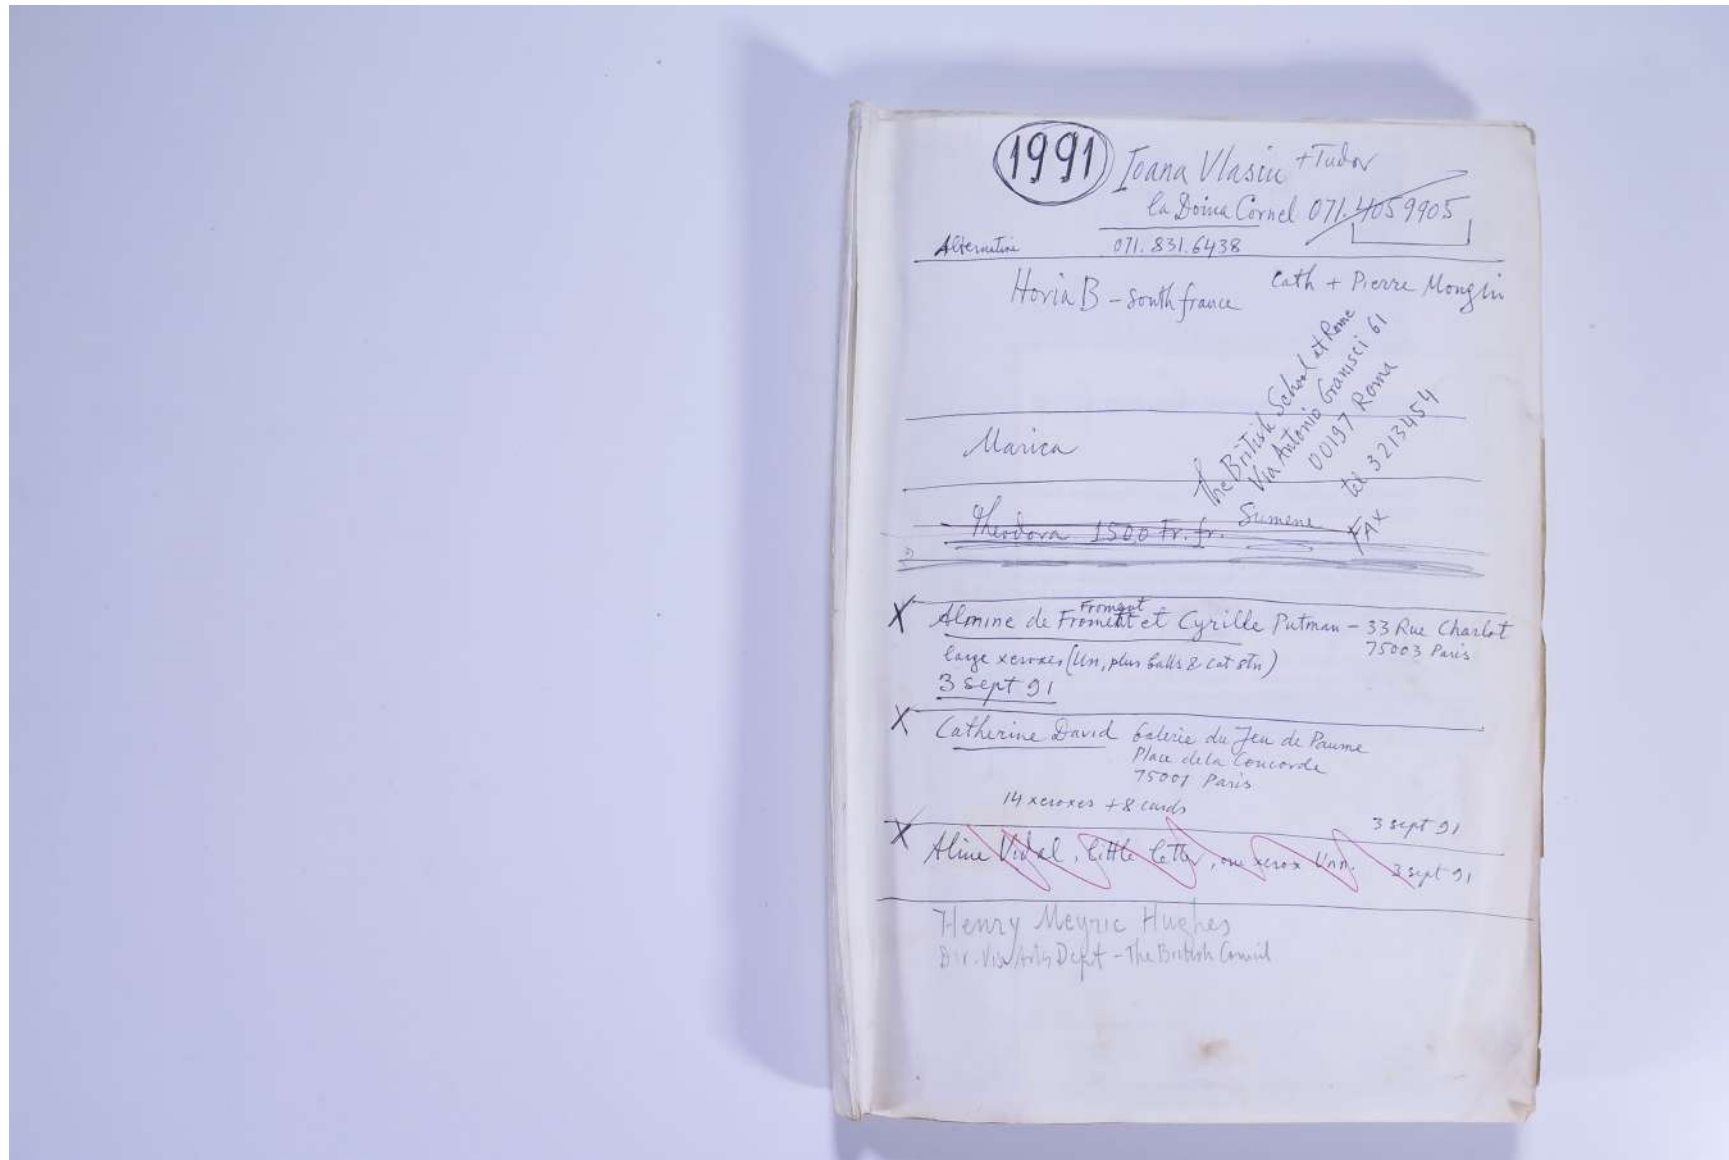 1991 Ioana Vlasiu + Tudor
la Doina Cornel 071.405 9905
Alternative 071.831.6438
Horia B - South france
Cath + Pierre Mongin
The British School at Rome
Via Antonio Gramsci 61
00197 Roma
tel 3213454
FAX
Marica
Theodora 1500 Fr. fr. Sumene
X Almine de Froment Fromgat et Cyrille Putman - 33 Rue Charlot
75003 Paris
large xeroxes (Un, plus balls & cat stn)
3 sept 91
X Catherine David Galerie du Jeu de Paume
Place de la Concorde
75001 Paris
14 xeroxes + 8 cards
3 sept 91
X Aline Vidal, little letter, one xerox Unn. 3 sept 91
Henry Meyric Hughes
Dir. Vis Arts Dept - The British Council